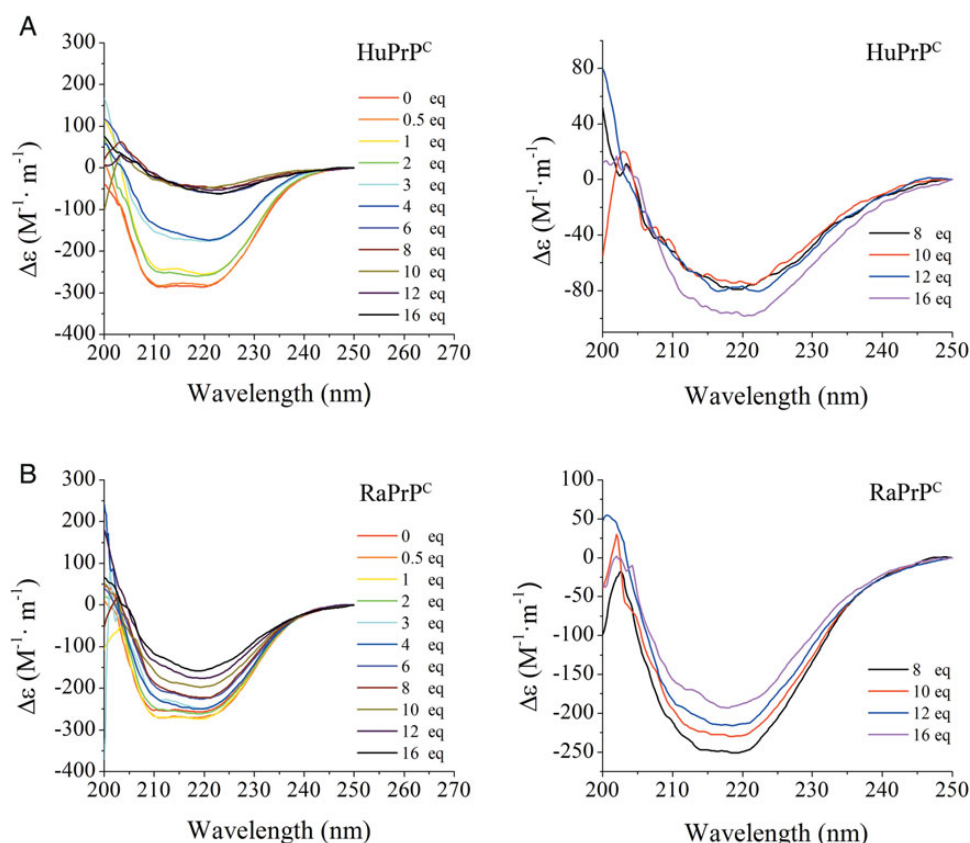 A
HuPrP^C
300
200
100
0
-100
-200
-300
-400
200 210 220 230 240 250 260 270
Δε (M⁻¹· m⁻¹)
Wavelength (nm)
0 eq
0.5 eq
1 eq
2 eq
3 eq
4 eq
6 eq
8 eq
10 eq
12 eq
16 eq
HuPrP^C
80
40
0
-40
-80
200 210 220 230 240 250
Δε (M⁻¹·m⁻¹)
Wavelength (nm)
8 eq
10 eq
12 eq
16 eq
B
RaPrP^C
300
200
100
0
-100
-200
-300
-400
200 210 220 230 240 250 260 270
Δε (M⁻¹· m⁻¹)
Wavelength (nm)
0 eq
0.5 eq
1 eq
2 eq
3 eq
4 eq
6 eq
8 eq
10 eq
12 eq
16 eq
RaPrP^C
100
50
0
-50
-100
-150
-200
-250
200 210 220 230 240 250
Δε (M⁻¹· m⁻¹)
Wavelength (nm)
8 eq
10 eq
12 eq
16 eq